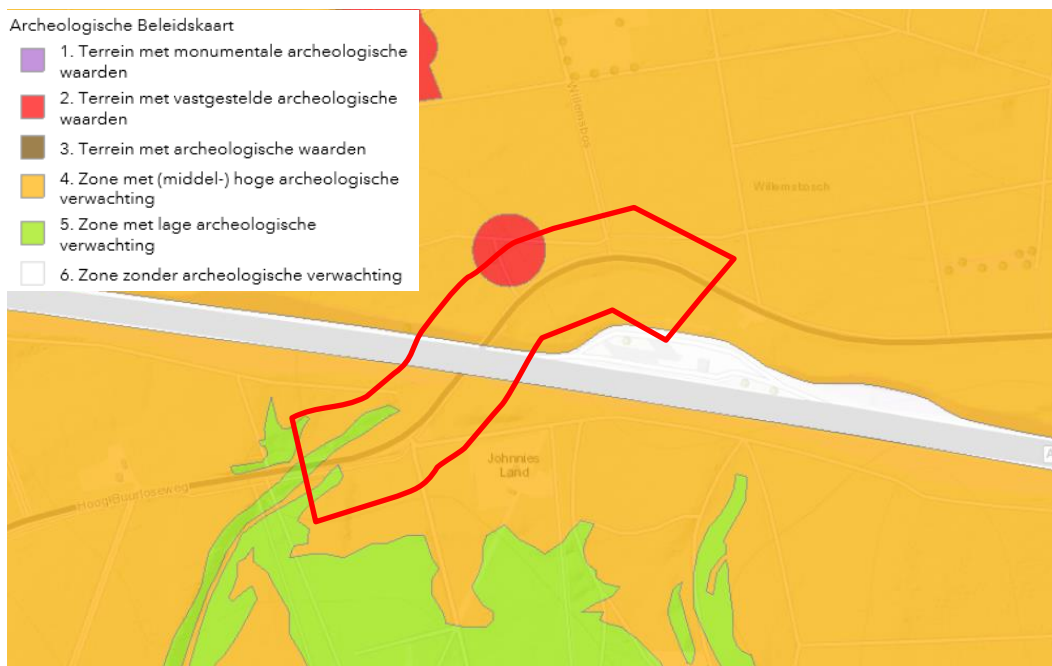 Archeologische Beleidskaart
1. Terrein met monumentale archeologische
waarden
2. Terrein met vastgestelde archeologische
waarden
3. Terrein met archeologische waarden
4. Zone met (middel-) hoge archeologische
verwachting
5. Zone met lage archeologische
verwachting
6. Zone zonder archeologische verwachting
Willemsbos
Willemsbosch
Johnnies
Land
Hoog Buurloseweg
A